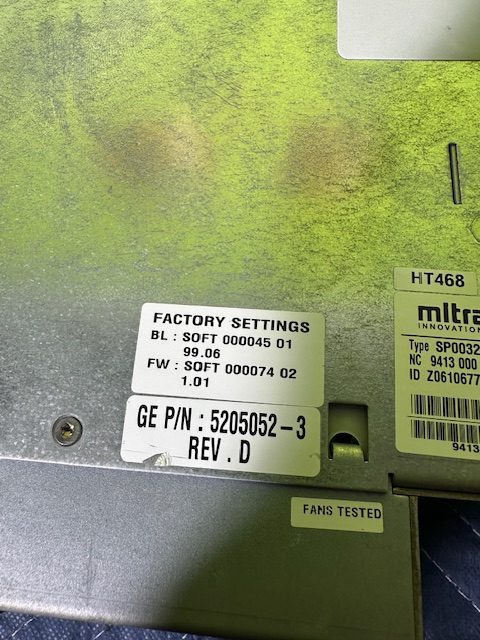 HT468
mltra
INNOVATION
Type SP0032
NC 9413 000
ID Z0610677
9413
FACTORY SETTINGS
BL : SOFT 000045 01
99.06
FW : SOFT 000074 02
1.01
GE P/N : 5205052-3
REV . D
FANS TESTED